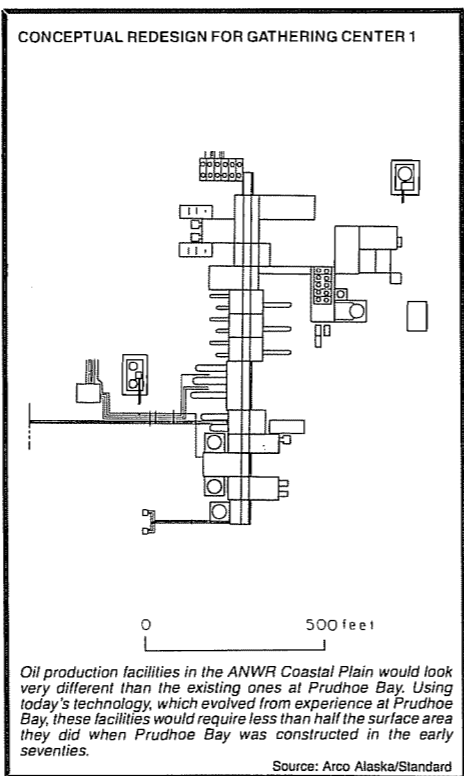 CONCEPTUAL REDESIGN FOR GATHERING CENTER 1
0 500 feet
Oil production facilities in the ANWR Coastal Plain would look
very different than the existing ones at Prudhoe Bay. Using
today's technology, which evolved from experience at Prudhoe
Bay, these facilities would require less than half the surface area
they did when Prudhoe Bay was constructed in the early
seventies.
Source: Arco Alaska/Standard